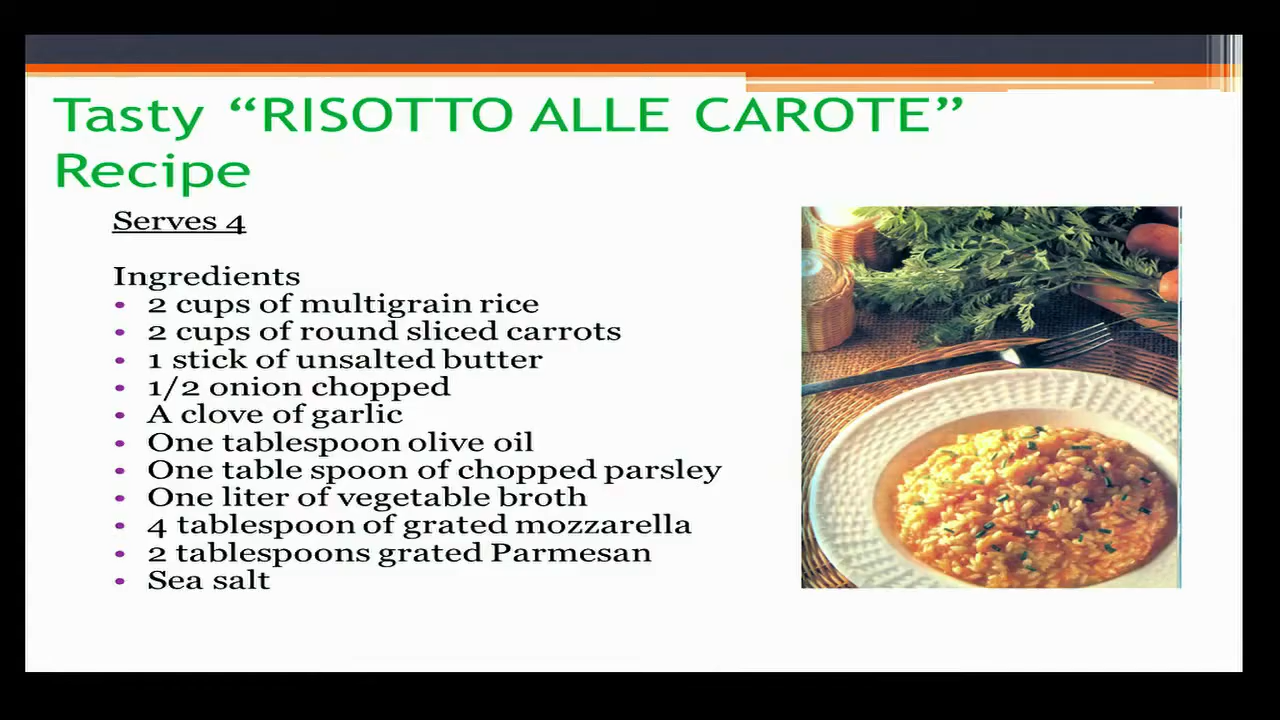 Tasty “RISOTTO ALLE CAROTE”
Recipe
Serves 4
Ingredients
• 2 cups of multigrain rice
• 2 cups of round sliced carrots
• 1 stick of unsalted butter
• 1/2 onion chopped
• A clove of garlic
• One tablespoon olive oil
• One table spoon of chopped parsley
• One liter of vegetable broth
• 4 tablespoon of grated mozzarella
• 2 tablespoons grated Parmesan
• Sea salt